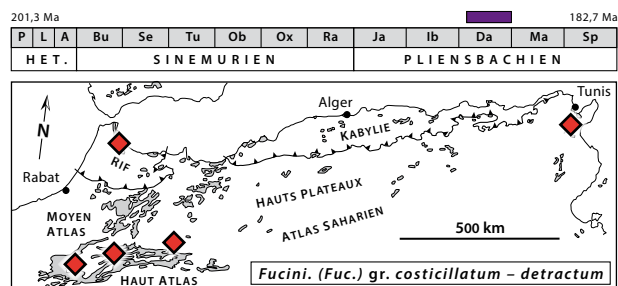 201,3 Ma 182,7 Ma
P L A Bu Se Tu Ob Ox Ra Ja Ib Da Ma Sp
HET. SINEMURIEN PLIENSBACHIEN
Tunis
Alger
N
KABYLIE
RIF
Rabat
HAUTS PLATEAUX
MOYEN
ATLAS
ATLAS SAHARIEN
500 km
HAUT ATLAS
Fucini. (Fuc.) gr. costicillatum – detractum